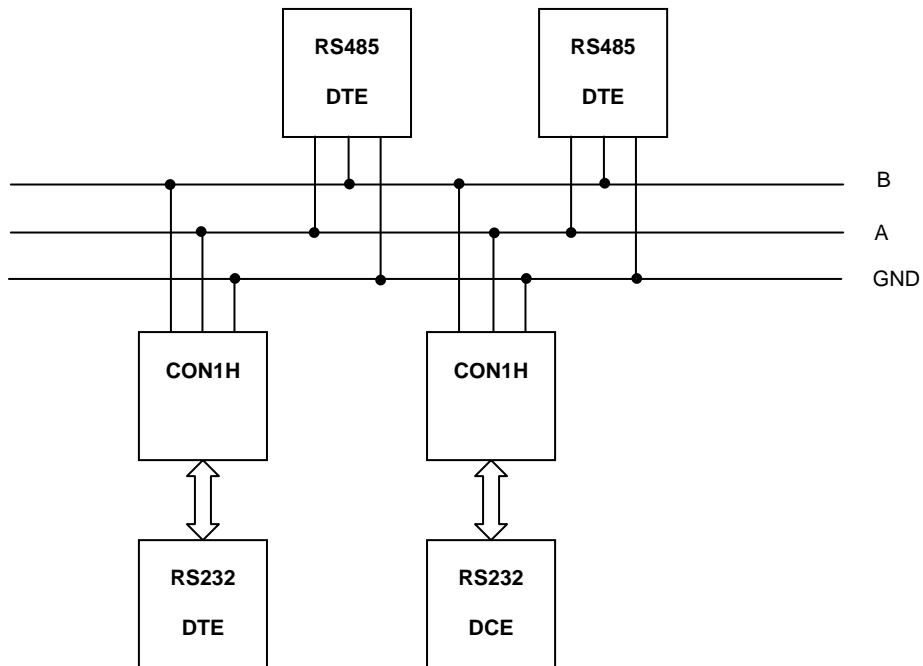 RS485
DTE
RS485
DTE
B
A
GND
CON1H
CON1H
RS232
DTE
RS232
DCE